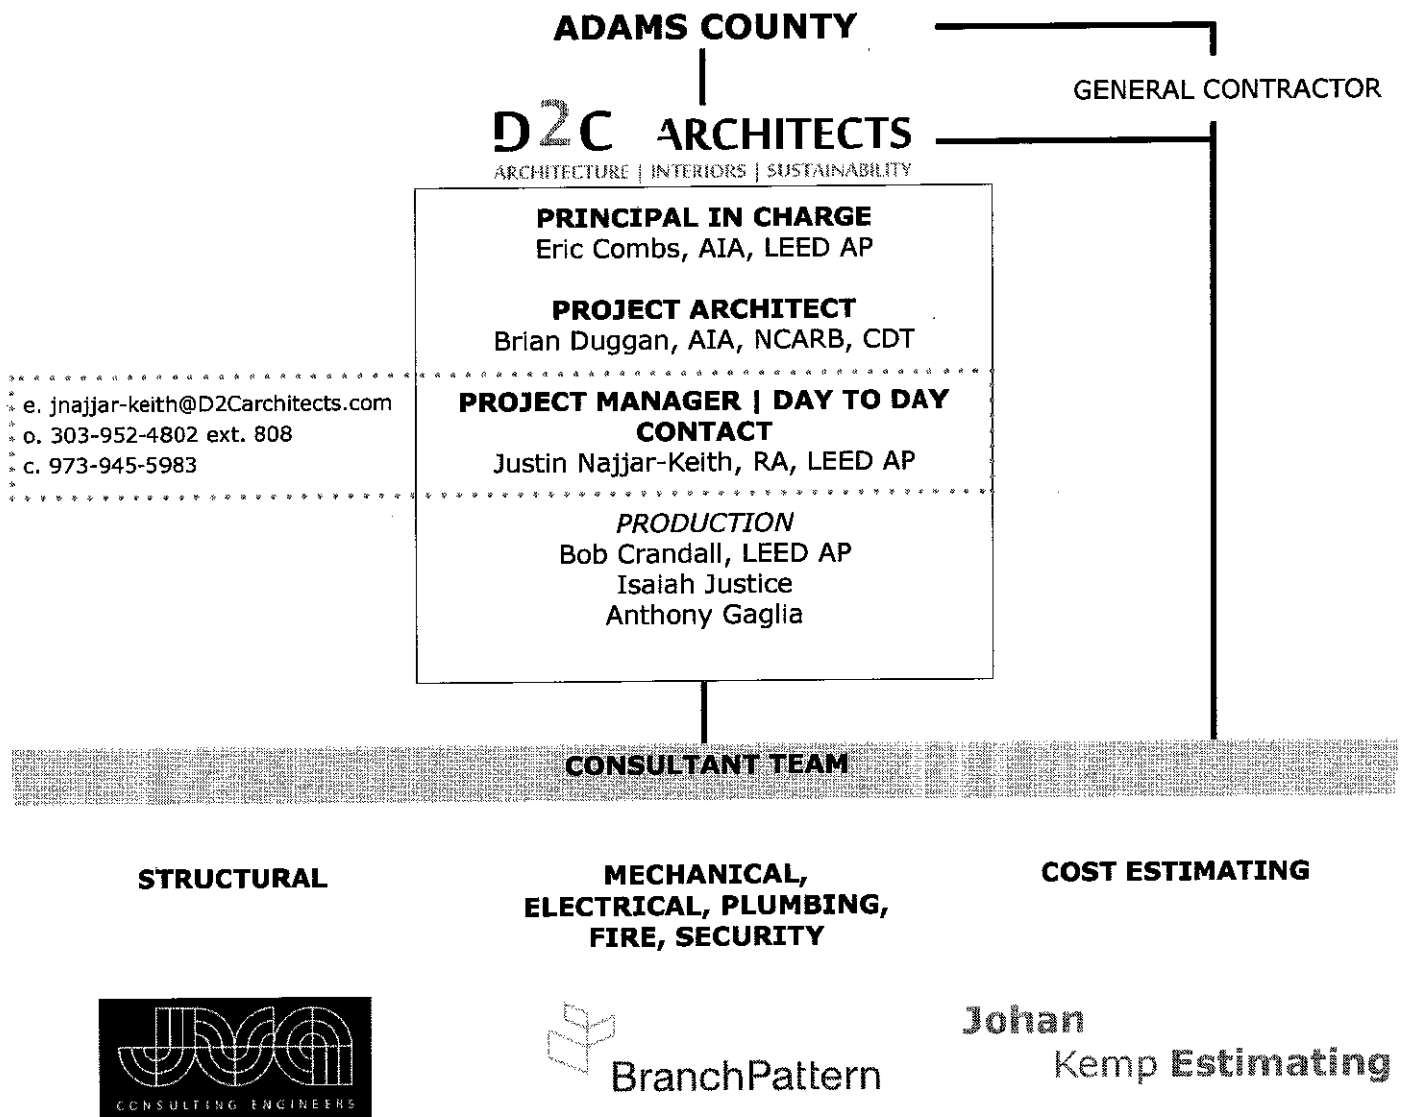 ADAMS COUNTY
GENERAL CONTRACTOR
D2C ARCHITECTS
ARCHITECTURE | INTERIORS | SUSTAINABILITY
PRINCIPAL IN CHARGE
Eric Combs, AIA, LEED AP
PROJECT ARCHITECT
Brian Duggan, AIA, NCARB, CDT
e. jnajjar-keith@D2Carchitects.com
o. 303-952-4802 ext. 808
c. 973-945-5983
PROJECT MANAGER | DAY TO DAY
CONTACT
Justin Najjar-Keith, RA, LEED AP
PRODUCTION
Bob Crandall, LEED AP
Isaiah Justice
Anthony Gaglia
CONSULTANT TEAM
STRUCTURAL
MECHANICAL,
ELECTRICAL, PLUMBING,
FIRE, SECURITY
COST ESTIMATING
JVA
CONSULTING ENGINEERS
BranchPattern
Johan
Kemp Estimating